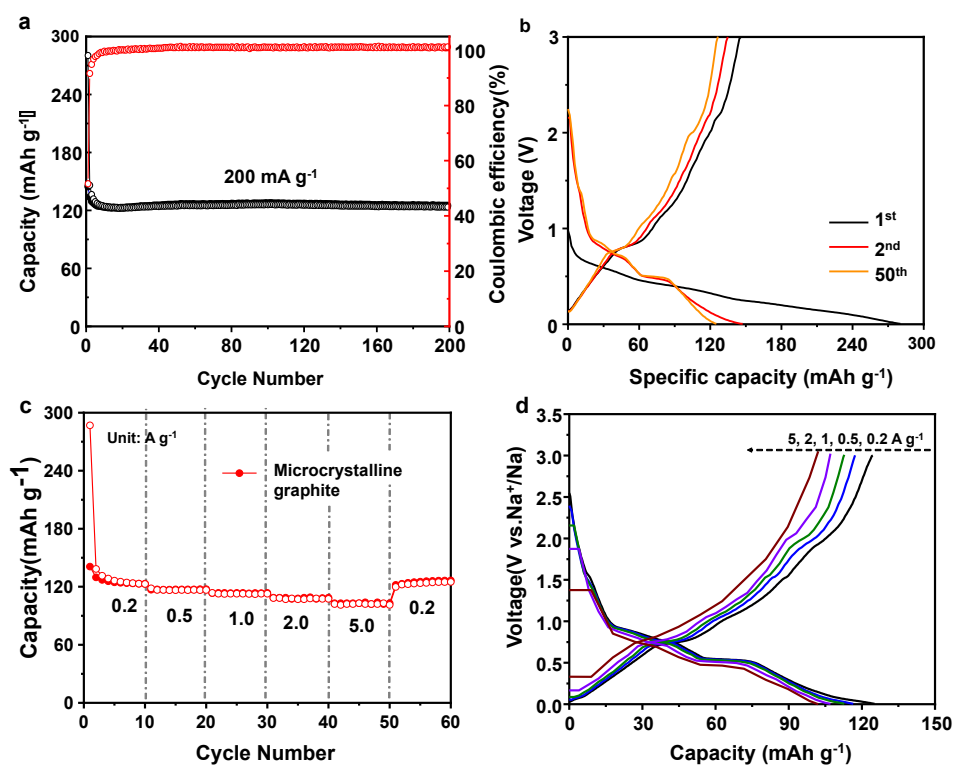 a
300
240
180
120
60
0
Capacity (mAh g⁻¹[]
200 mA g⁻¹
100
80
60
40
20
0
Coulombic efficiency(%)
0 40 80 120 160 200
Cycle Number
b
3
2
1
0
Voltage (V)
1ˢᵗ
2ⁿᵈ
50ᵗʰ
0 60 120 180 240 300
Specific capacity (mAh g⁻¹)
c
300
240
180
120
60
0
Capacity(mAh g⁻¹)
Unit: A g⁻¹
Microcrystalline
graphite
0.2 0.5 1.0 2.0 5.0 0.2
0 10 20 30 40 50 60
Cycle Number
d
3.5
3.0
2.5
2.0
1.5
1.0
0.5
0.0
Voltage(V vs.Na⁺/Na)
5, 2, 1, 0.5, 0.2 A g⁻¹
0 30 60 90 120 150
Capacity (mAh g⁻¹)